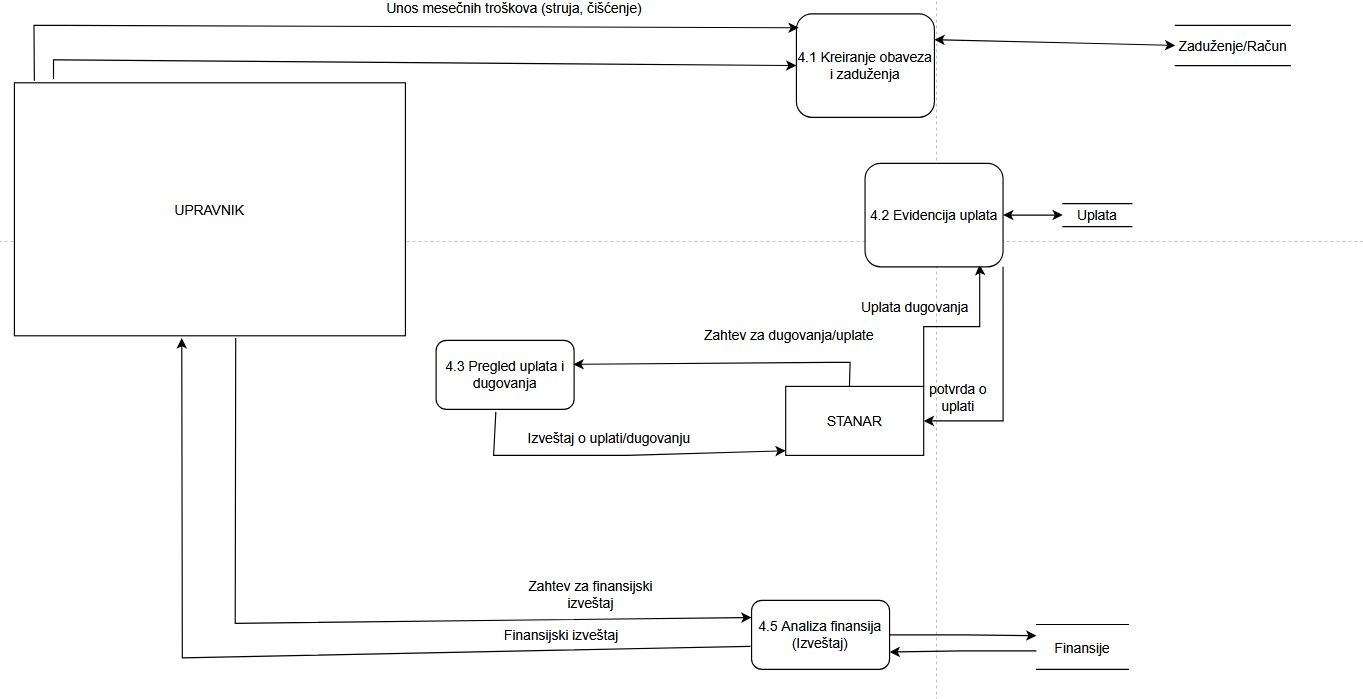 Unos mesečnih troškova (struja, čišćenje)
4.1 Kreiranje obaveza
i zaduženja
Zaduženje/Račun
UPRAVNIK
4.2 Evidencija uplata
Uplata
Uplata dugovanja
Zahtev za dugovanja/uplate
4.3 Pregled uplata i
dugovanja
potvrda o
uplati
STANAR
Izveštaj o uplati/dugovanju
Zahtev za finansijski
izveštaj
Finansijski izveštaj
4.5 Analiza finansija
(Izveštaj)
Finansije